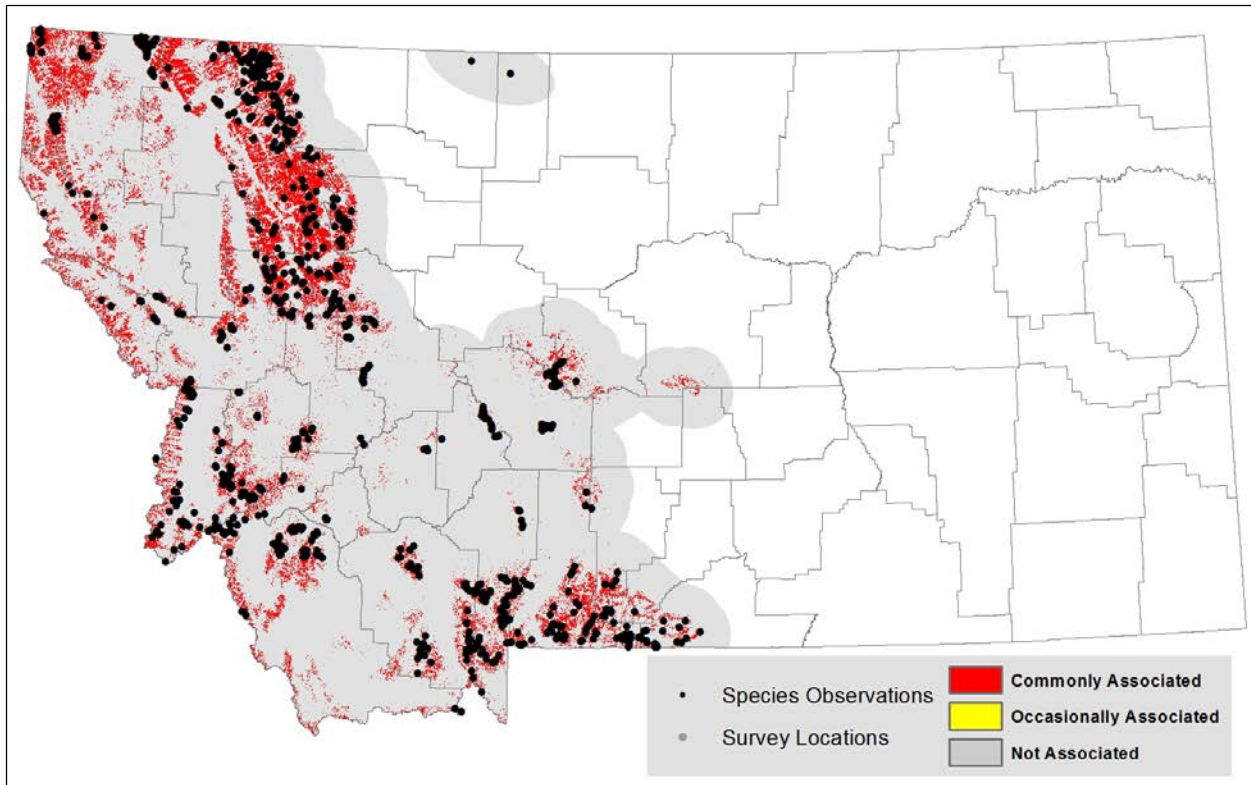 Species Observations
Survey Locations
Commonly Associated
Occasionally Associated
Not Associated